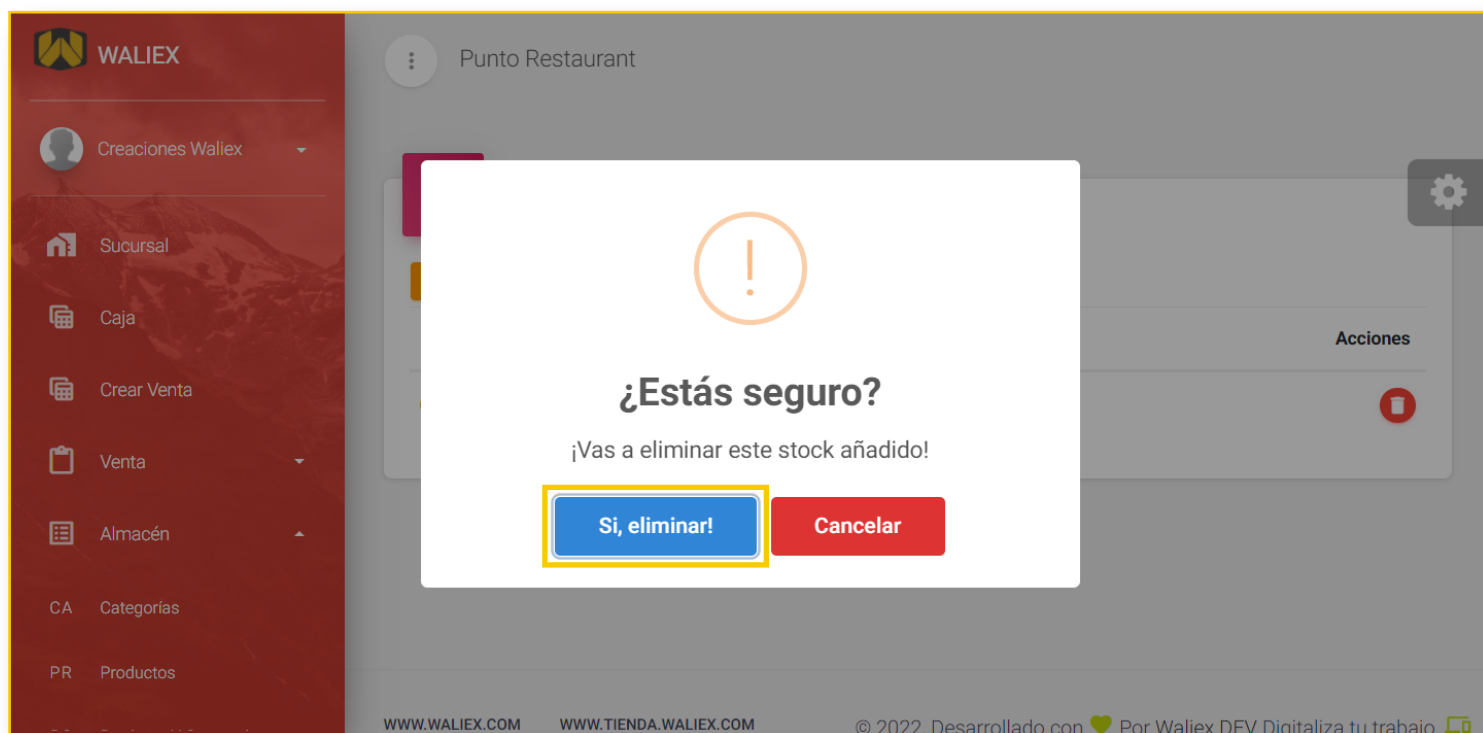 WALIEX
Punto Restaurant
Creaciones Waliex
Sucursal
Caja
Acciones
Crear Venta
¿Estás seguro?
¡Vas a eliminar este stock añadido!
Venta
Si, eliminar!
Cancelar
Almacén
CA Categorías
PR Productos
WWW.WALIEX.COM WWW.TIENDA.WALIEX.COM
© 2022, Desarrollado con Por Waliex DEV Digitaliza tu trabajo.